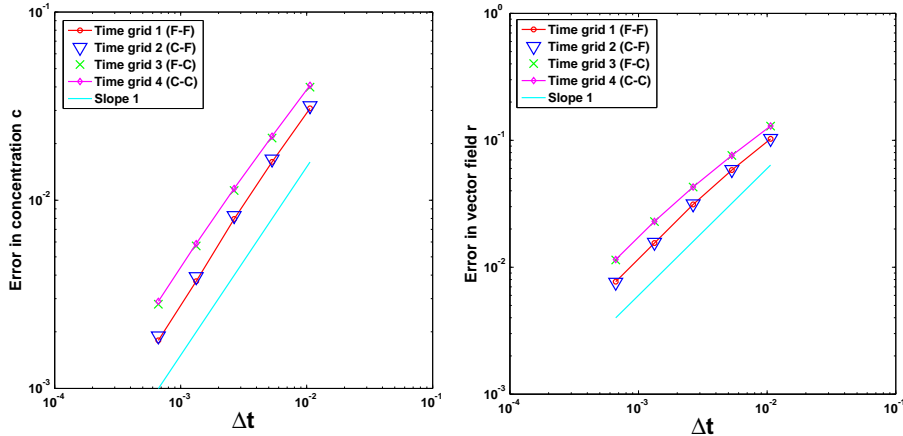 10^-1
10^-2
10^-3
Error in concentration c
Time grid 1 (F-F)
Time grid 2 (C-F)
Time grid 3 (F-C)
Time grid 4 (C-C)
Slope 1
10^-4
10^-3
10^-2
10^-1
Δt
10^0
10^-1
10^-2
10^-3
Error in vector field r
Time grid 1 (F-F)
Time grid 2 (C-F)
Time grid 3 (F-C)
Time grid 4 (C-C)
Slope 1
10^-4
10^-3
10^-2
10^-1
Δt